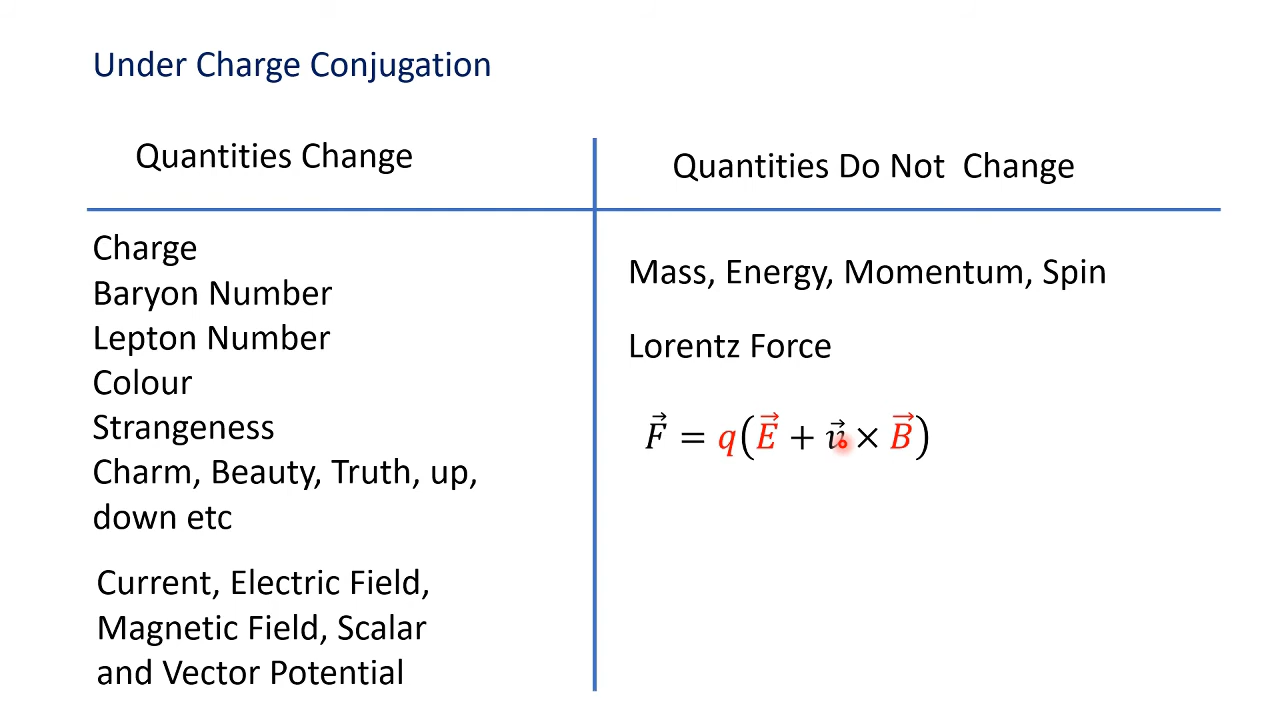 Under Charge Conjugation
Quantities Change
Charge
Baryon Number
Lepton Number
Colour
Strangeness
Charm, Beauty, Truth, up,
down etc
Current, Electric Field,
Magnetic Field, Scalar
and Vector Potential
Quantities Do Not Change
Mass, Energy, Momentum, Spin
Lorentz Force
F⃗ = q(E⃗ + u⃗ × B⃗)